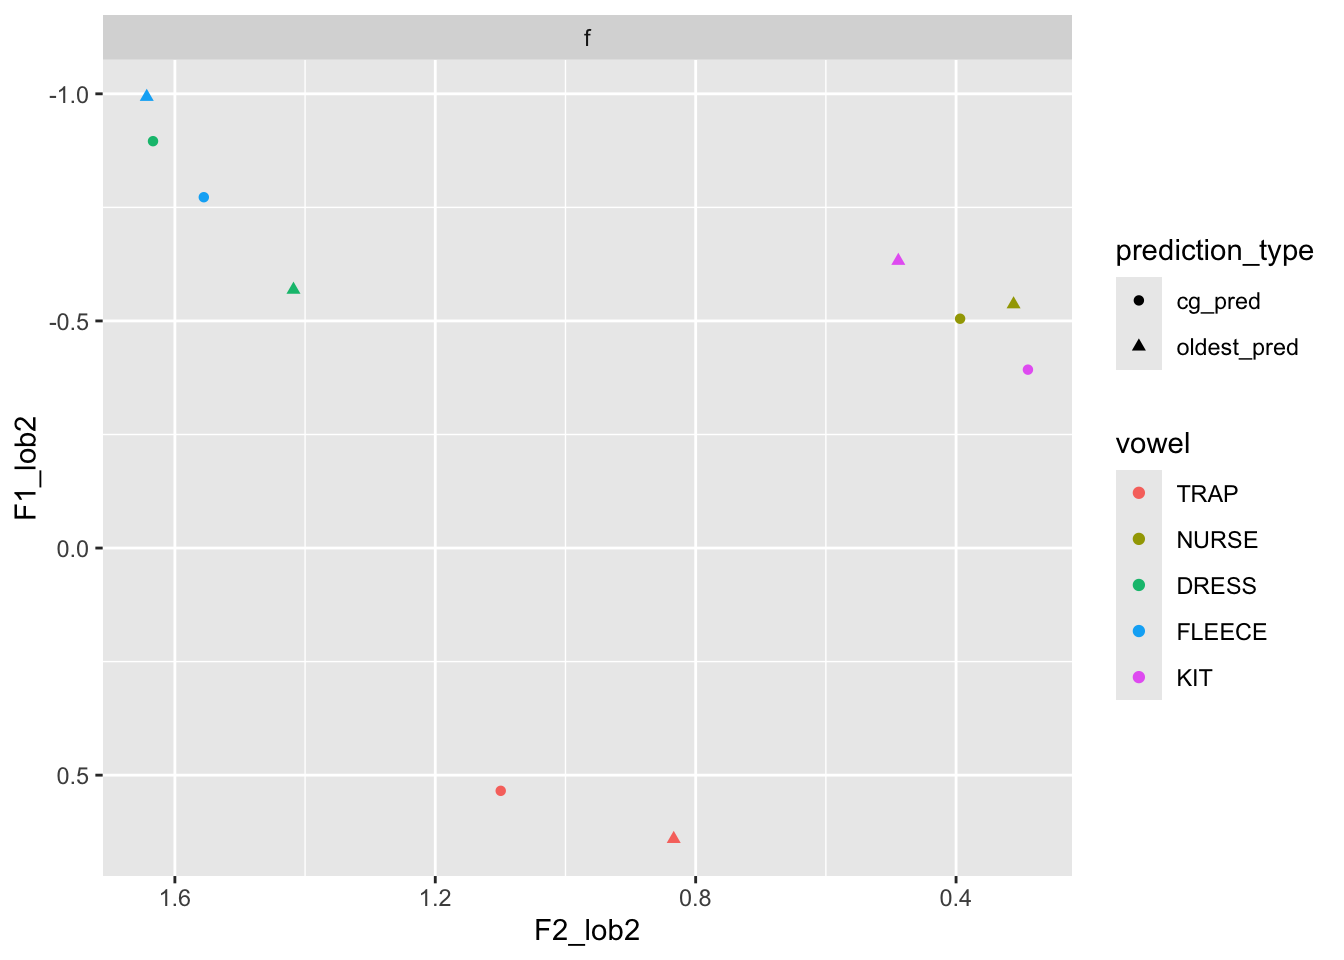 f
-1.0
-0.5
0.0
0.5
F1_lob2
1.6
1.2
0.8
0.4
F2_lob2
prediction_type
cg_pred
oldest_pred
vowel
TRAP
NURSE
DRESS
FLEECE
KIT